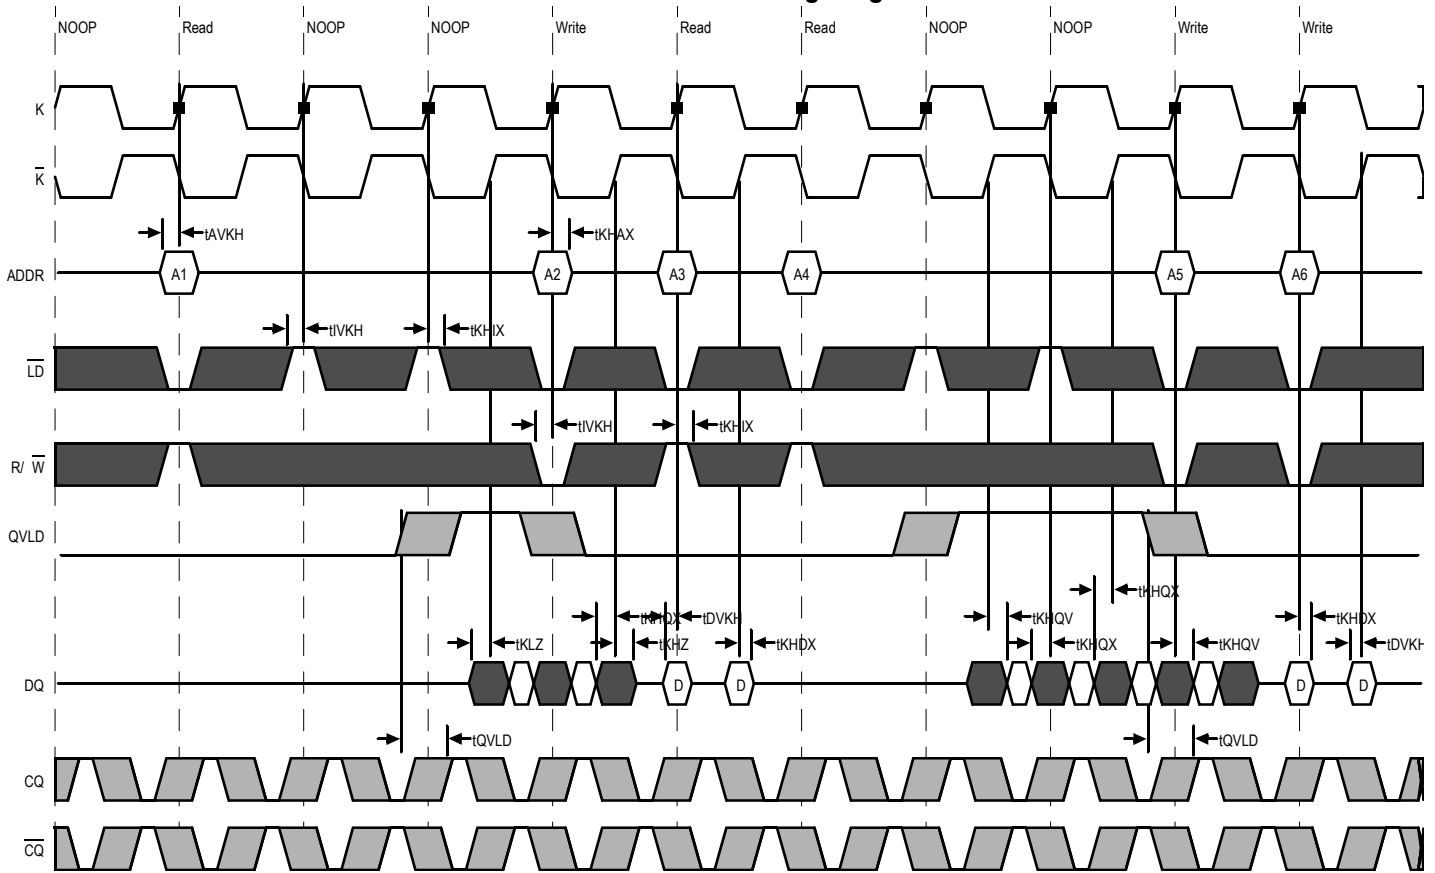 NOOP Read NOOP NOOP Write Read Read NOOP NOOP Write Write
K
K
tAVKH tKHAX
ADDR A1 A2 A3 A4 A5 A6
tIVKH tKHIX
LD
tIVKH tKHIX
R/ W
QVLD
tKHQX
tKHQX tDVKH tKHQV tKHDX
tKLZ tKHZ tKHDX tKHQX tKHQV tDVKH
DQ D D D D
tQVLD tQVLD
CQ
CQ